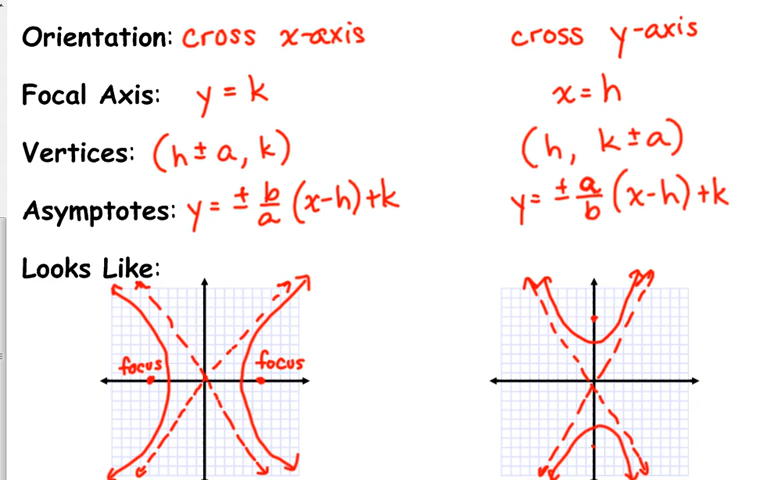 Orientation: cross x-axis cross y-axis
Focal Axis: y = k x = h
Vertices: (h ± a, k) (h, k ± a)
Asymptotes: y = ± b/a (x-h)+k y = ± a/b (x-h)+k
Looks Like:
focus focus